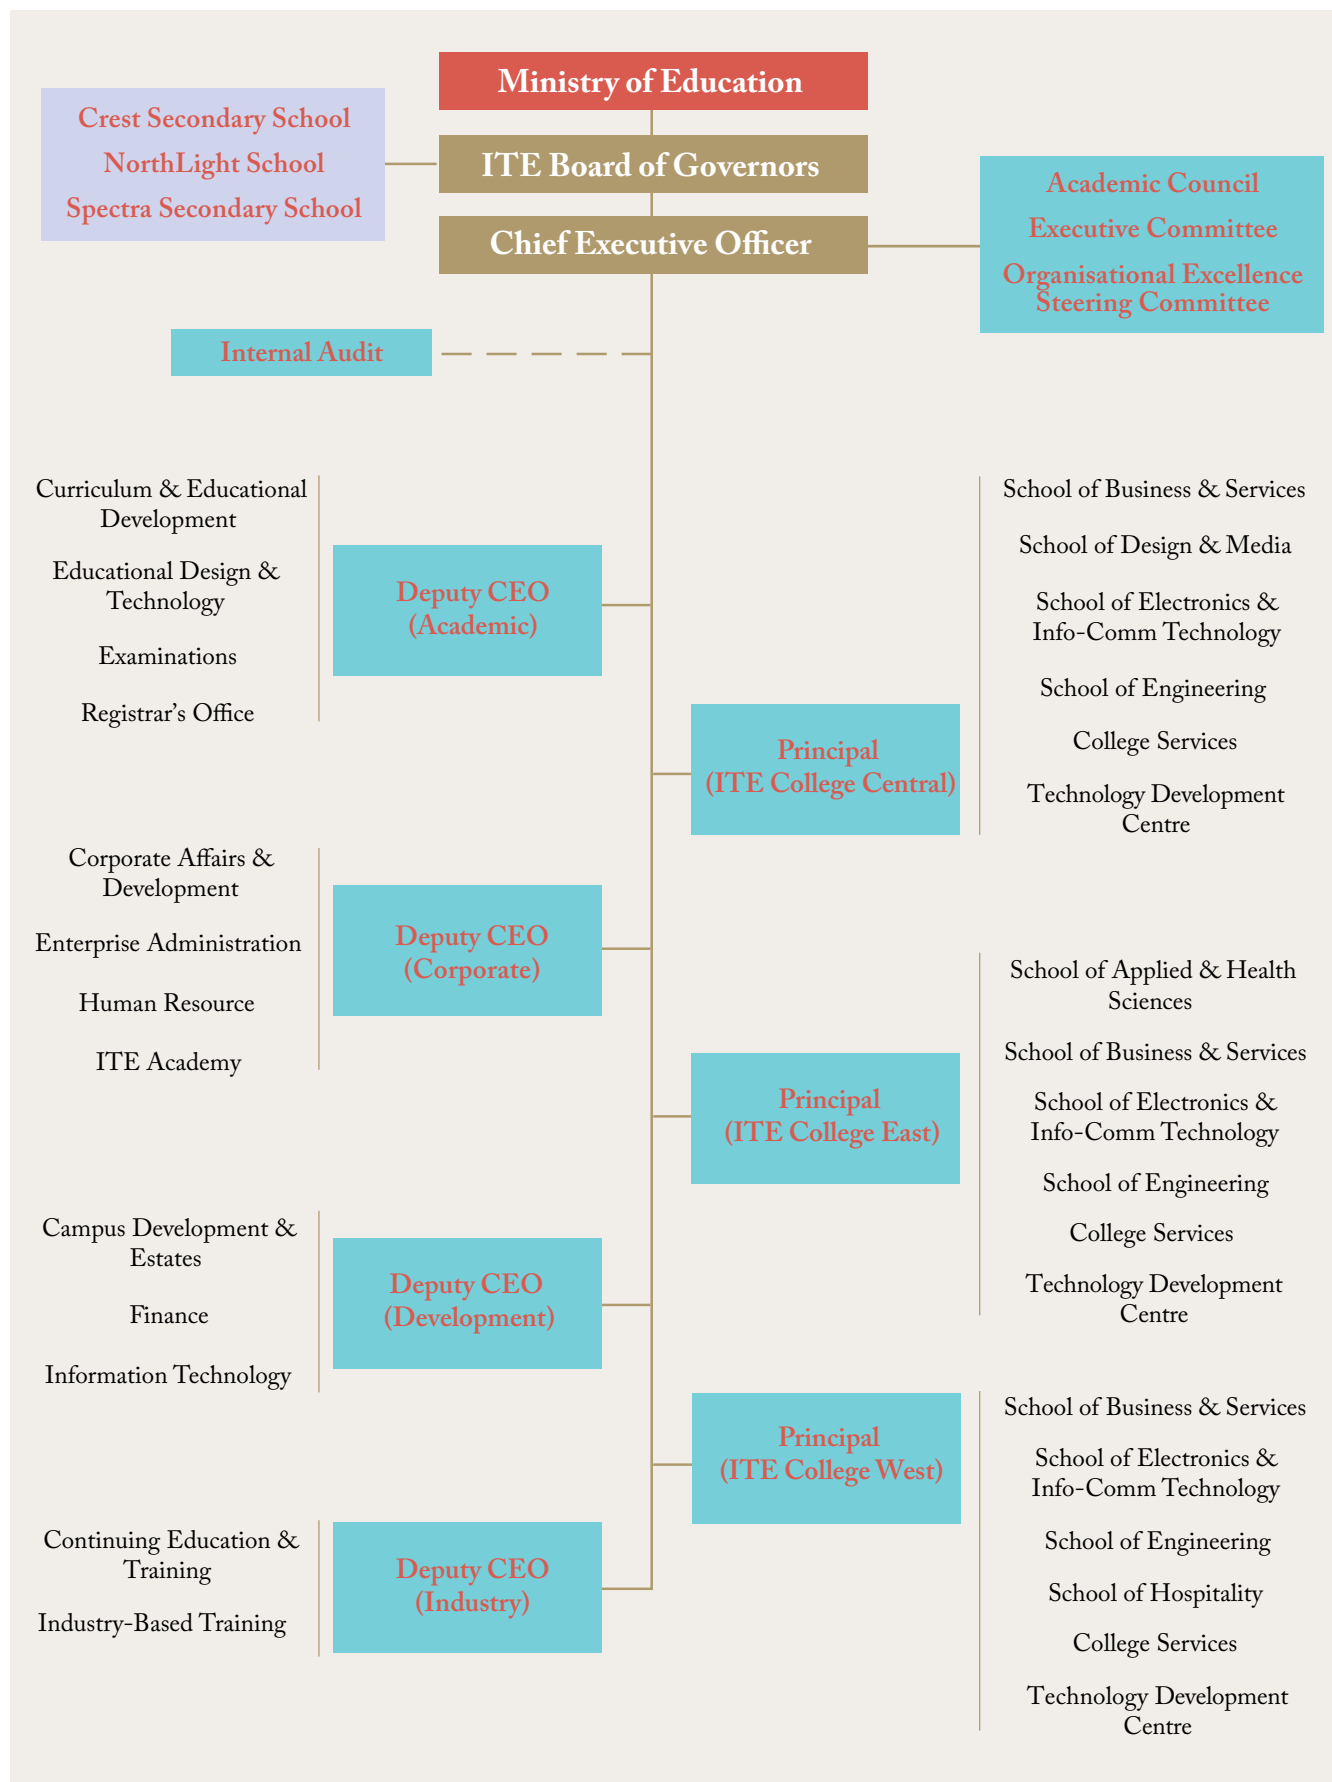 Ministry of Education
Crest Secondary School
NorthLight School
Spectra Secondary School
ITE Board of Governors
Chief Executive Officer
Academic Council
Executive Committee
Organisational Excellence
Steering Committee
Internal Audit
Curriculum & Educational
Development
Educational Design &
Technology
Examinations
Registrar's Office
Deputy CEO
(Academic)
School of Business & Services
School of Design & Media
School of Electronics &
Info-Comm Technology
School of Engineering
College Services
Technology Development
Centre
Principal
(ITE College Central)
Corporate Affairs &
Development
Enterprise Administration
Human Resource
ITE Academy
Deputy CEO
(Corporate)
School of Applied & Health
Sciences
School of Business & Services
School of Electronics &
Info-Comm Technology
School of Engineering
College Services
Technology Development
Centre
Principal
(ITE College East)
Campus Development &
Estates
Finance
Information Technology
Deputy CEO
(Development)
School of Business & Services
School of Electronics &
Info-Comm Technology
School of Engineering
School of Hospitality
College Services
Technology Development
Centre
Principal
(ITE College West)
Continuing Education &
Training
Industry-Based Training
Deputy CEO
(Industry)